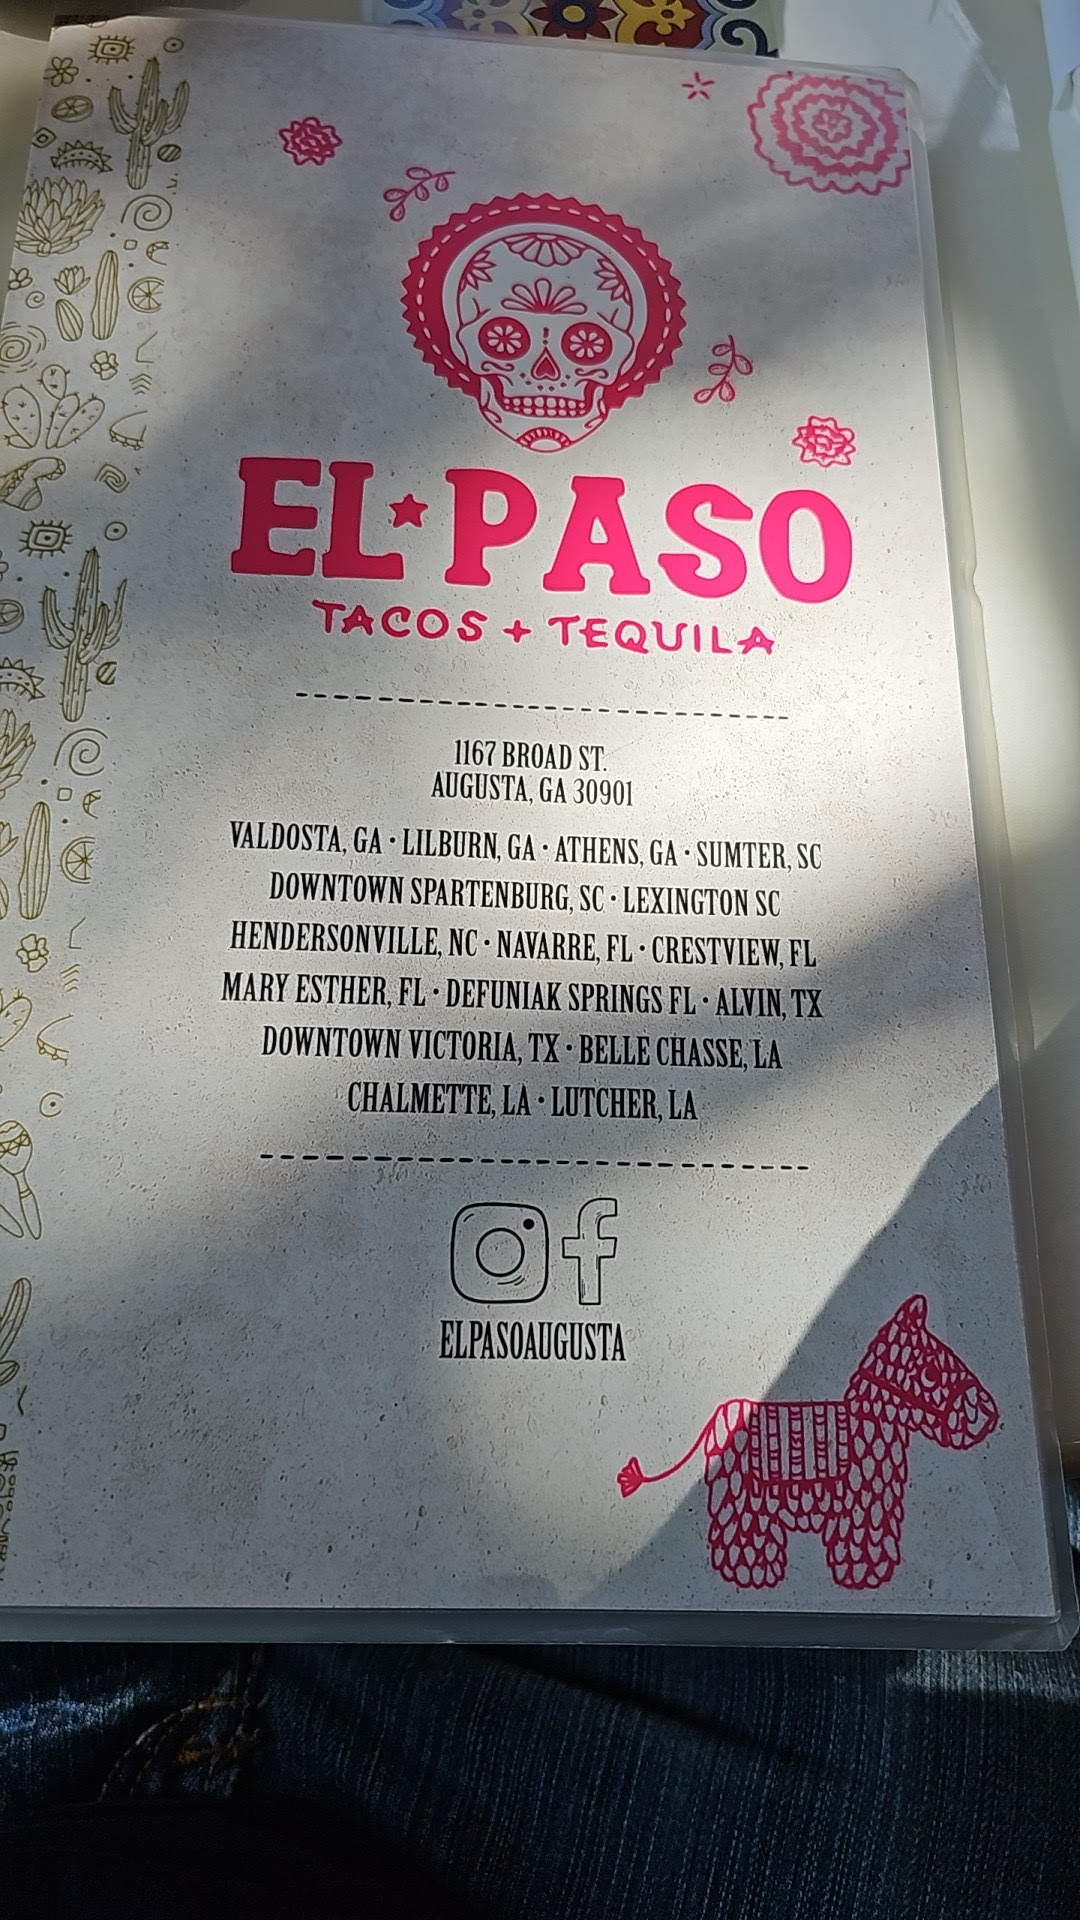 EL★PASO
TACOS + TEQUILA
1167 BROAD ST.
AUGUSTA, GA 30901
VALDOSTA, GA · LILBURN, GA · ATHENS, GA · SUMTER, SC
DOWNTOWN SPARTENBURG, SC · LEXINGTON SC
HENDERSONVILLE, NC · NAVARRE, FL · CRESTVIEW, FL
MARY ESTHER, FL · DEFUNIAK SPRINGS FL · ALVIN, TX
DOWNTOWN VICTORIA, TX · BELLE CHASSE, LA
CHALMETTE, LA · LUTCHER, LA
ELPASOAUGUSTA